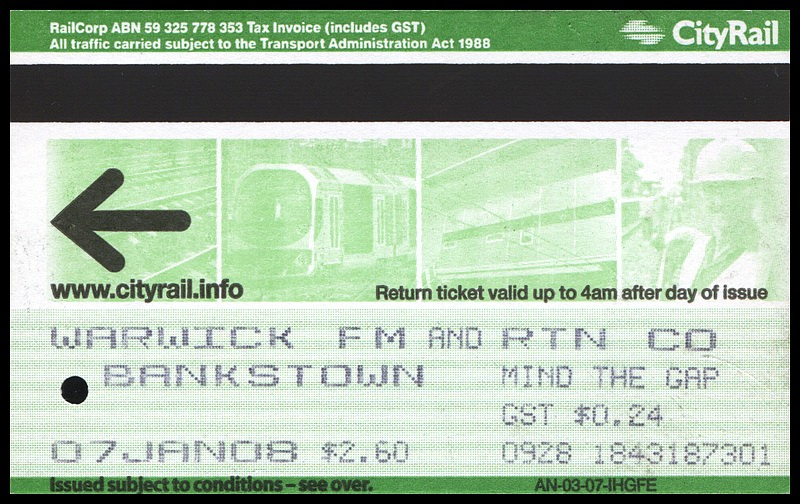 RailCorp ABN 59 325 778 353 Tax Invoice (includes GST)
All traffic carried subject to the Transport Administration Act 1988
CityRail
www.cityrail.info
Return ticket valid up to 4am after day of issue
WARWICK FM AND RTN CO
BANKSTOWN MIND THE GAP
GST $0.24
07JAN08 $2.60 0928 1843187301
Issued subject to conditions – see over.
AN-03-07-IHGFE